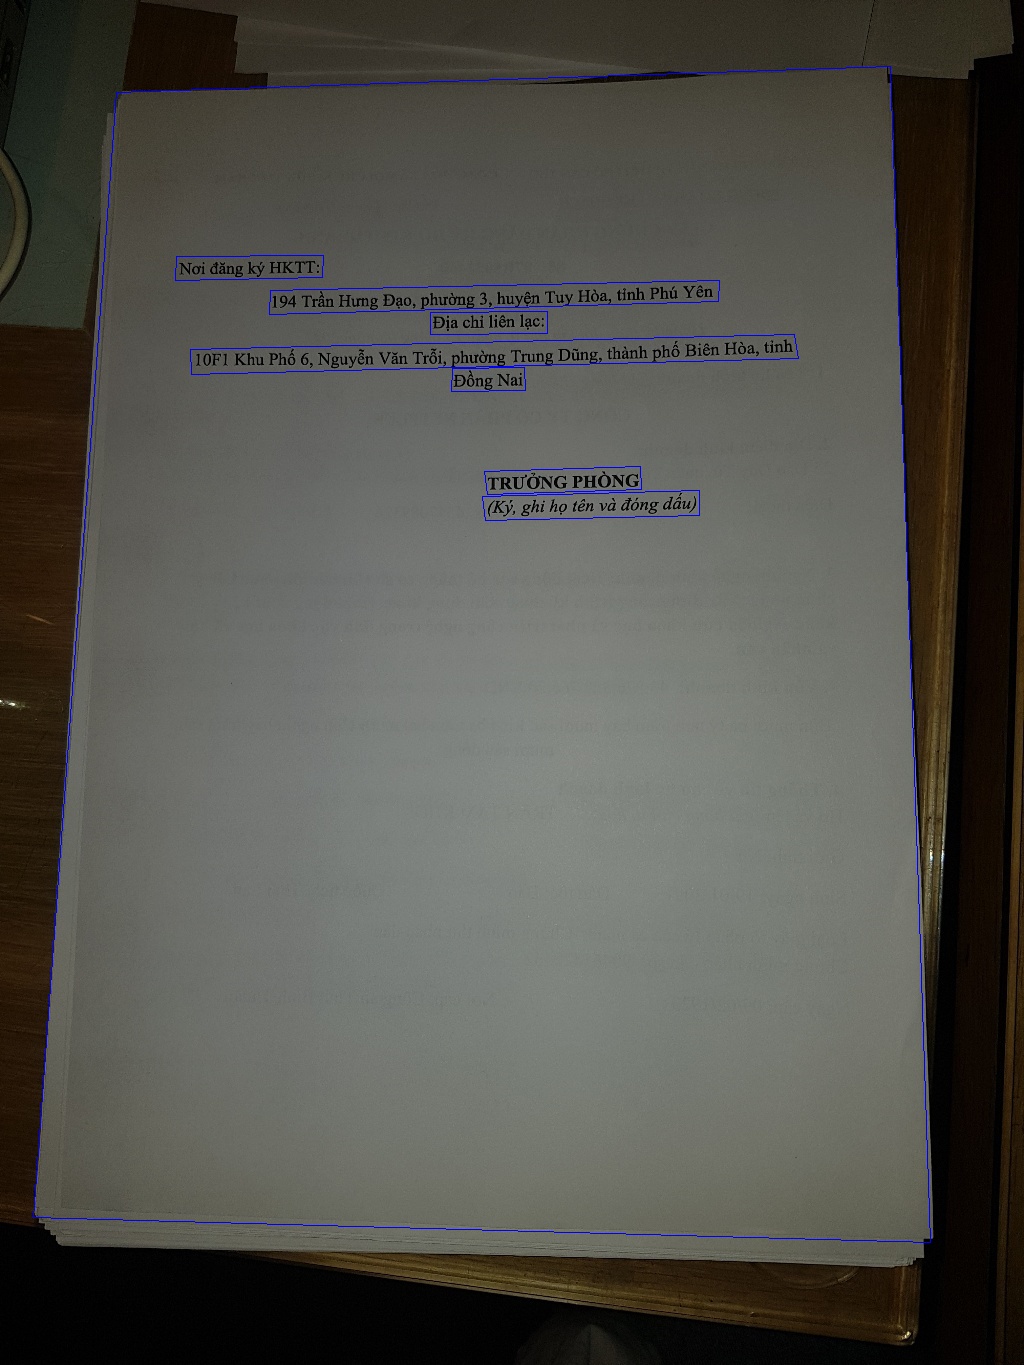 Nơi đăng ký HKTT:
194 Trần Hưng Đạo, phường 3, huyện Tuy Hòa, tỉnh Phú Yên
Địa chỉ liên lạc:
10F1 Khu Phố 6, Nguyễn Văn Trỗi, phường Trung Dũng, thành phố Biên Hòa, tỉnh
Đồng Nai
TRƯỞNG PHÒNG
(Ký, ghi họ tên và đóng dấu)